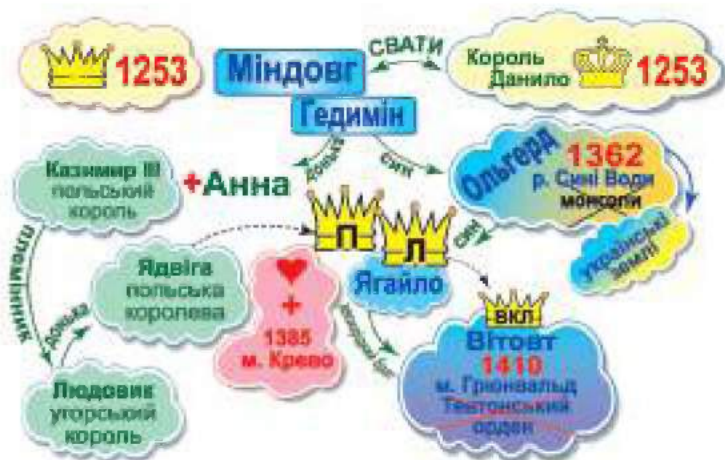 1253
Міндовг
СВАТИ
Король
Данило
1253
Гедимін
донька
син
Казимир III
польський
король
+Анна
Ольгерд
1362
р. Сині Води
монголи
українські
землі
племінник
П
Л
син
Ядвіга
польська
королева
донька
+
1385
м. Крево
Ягайло
ВКЛ
Вітовт
1410
м. Грюнвальд
Тевтонський
орден
Людовик
угорський
король